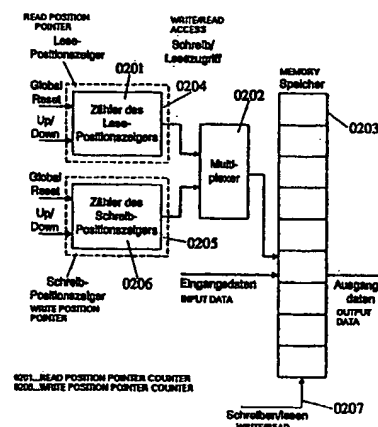 READ POSITION
POINTER
Lese-
Positionszeiger
WRITE/READ
ACCESS
Schreib/
Lesezugriff
0201
0204
Global
Reset
Up/
Down
Zähler des
Lese-
Positionszeigers
0202
Multi-
plexer
MEMORY
Speicher
0203
Global
Reset
Up/
Down
Zähler des
Schreib-
Positionszeigers
0205
0206
Schreib-
Positionszeiger
WRITE POSITION
POINTER
Eingangsdaten
INPUT DATA
Ausgang
daten
OUTPUT
DATA
0201...READ POSITION POINTER COUNTER
0206...WRITE POSITION POINTER COUNTER
0207
Schreiben/lesen
WRITE/READ